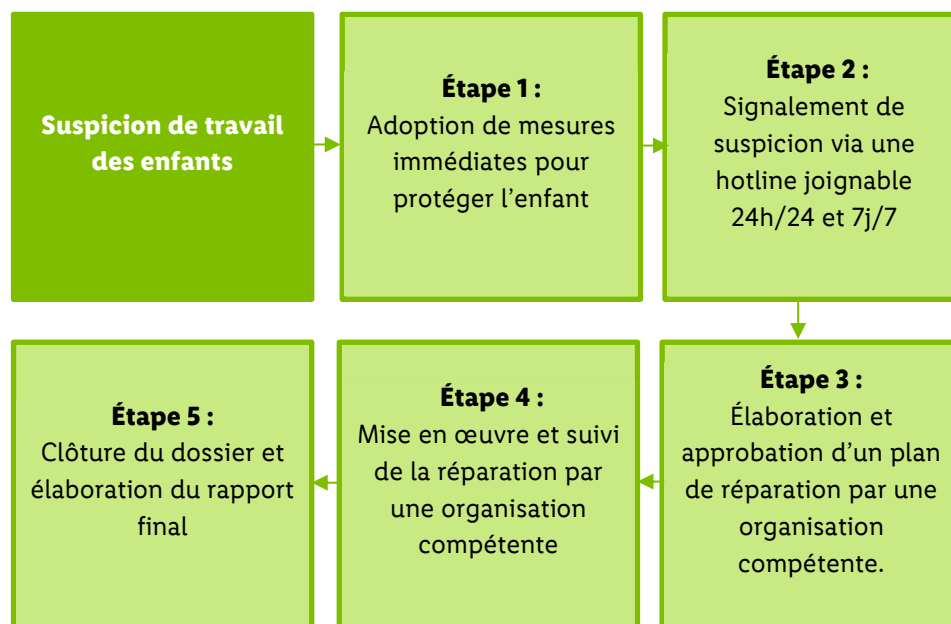 Suspicion de travail
des enfants
Étape 1 :
Adoption de mesures
immédiates pour
protéger l’enfant
Étape 2 :
Signalement de
suspicion via une
hotline joignable
24h/24 et 7j/7
Étape 3 :
Élaboration et
approbation d’un plan
de réparation par une
organisation
compétente.
Étape 4 :
Mise en œuvre et suivi
de la réparation par
une organisation
compétente
Étape 5 :
Clôture du dossier et
élaboration du rapport
final